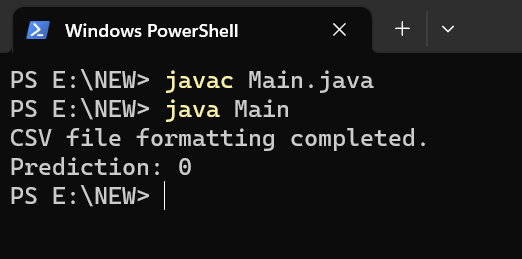 Windows PowerShell
PS E:\NEW> javac Main.java
PS E:\NEW> java Main
CSV file formatting completed.
Prediction: 0
PS E:\NEW>